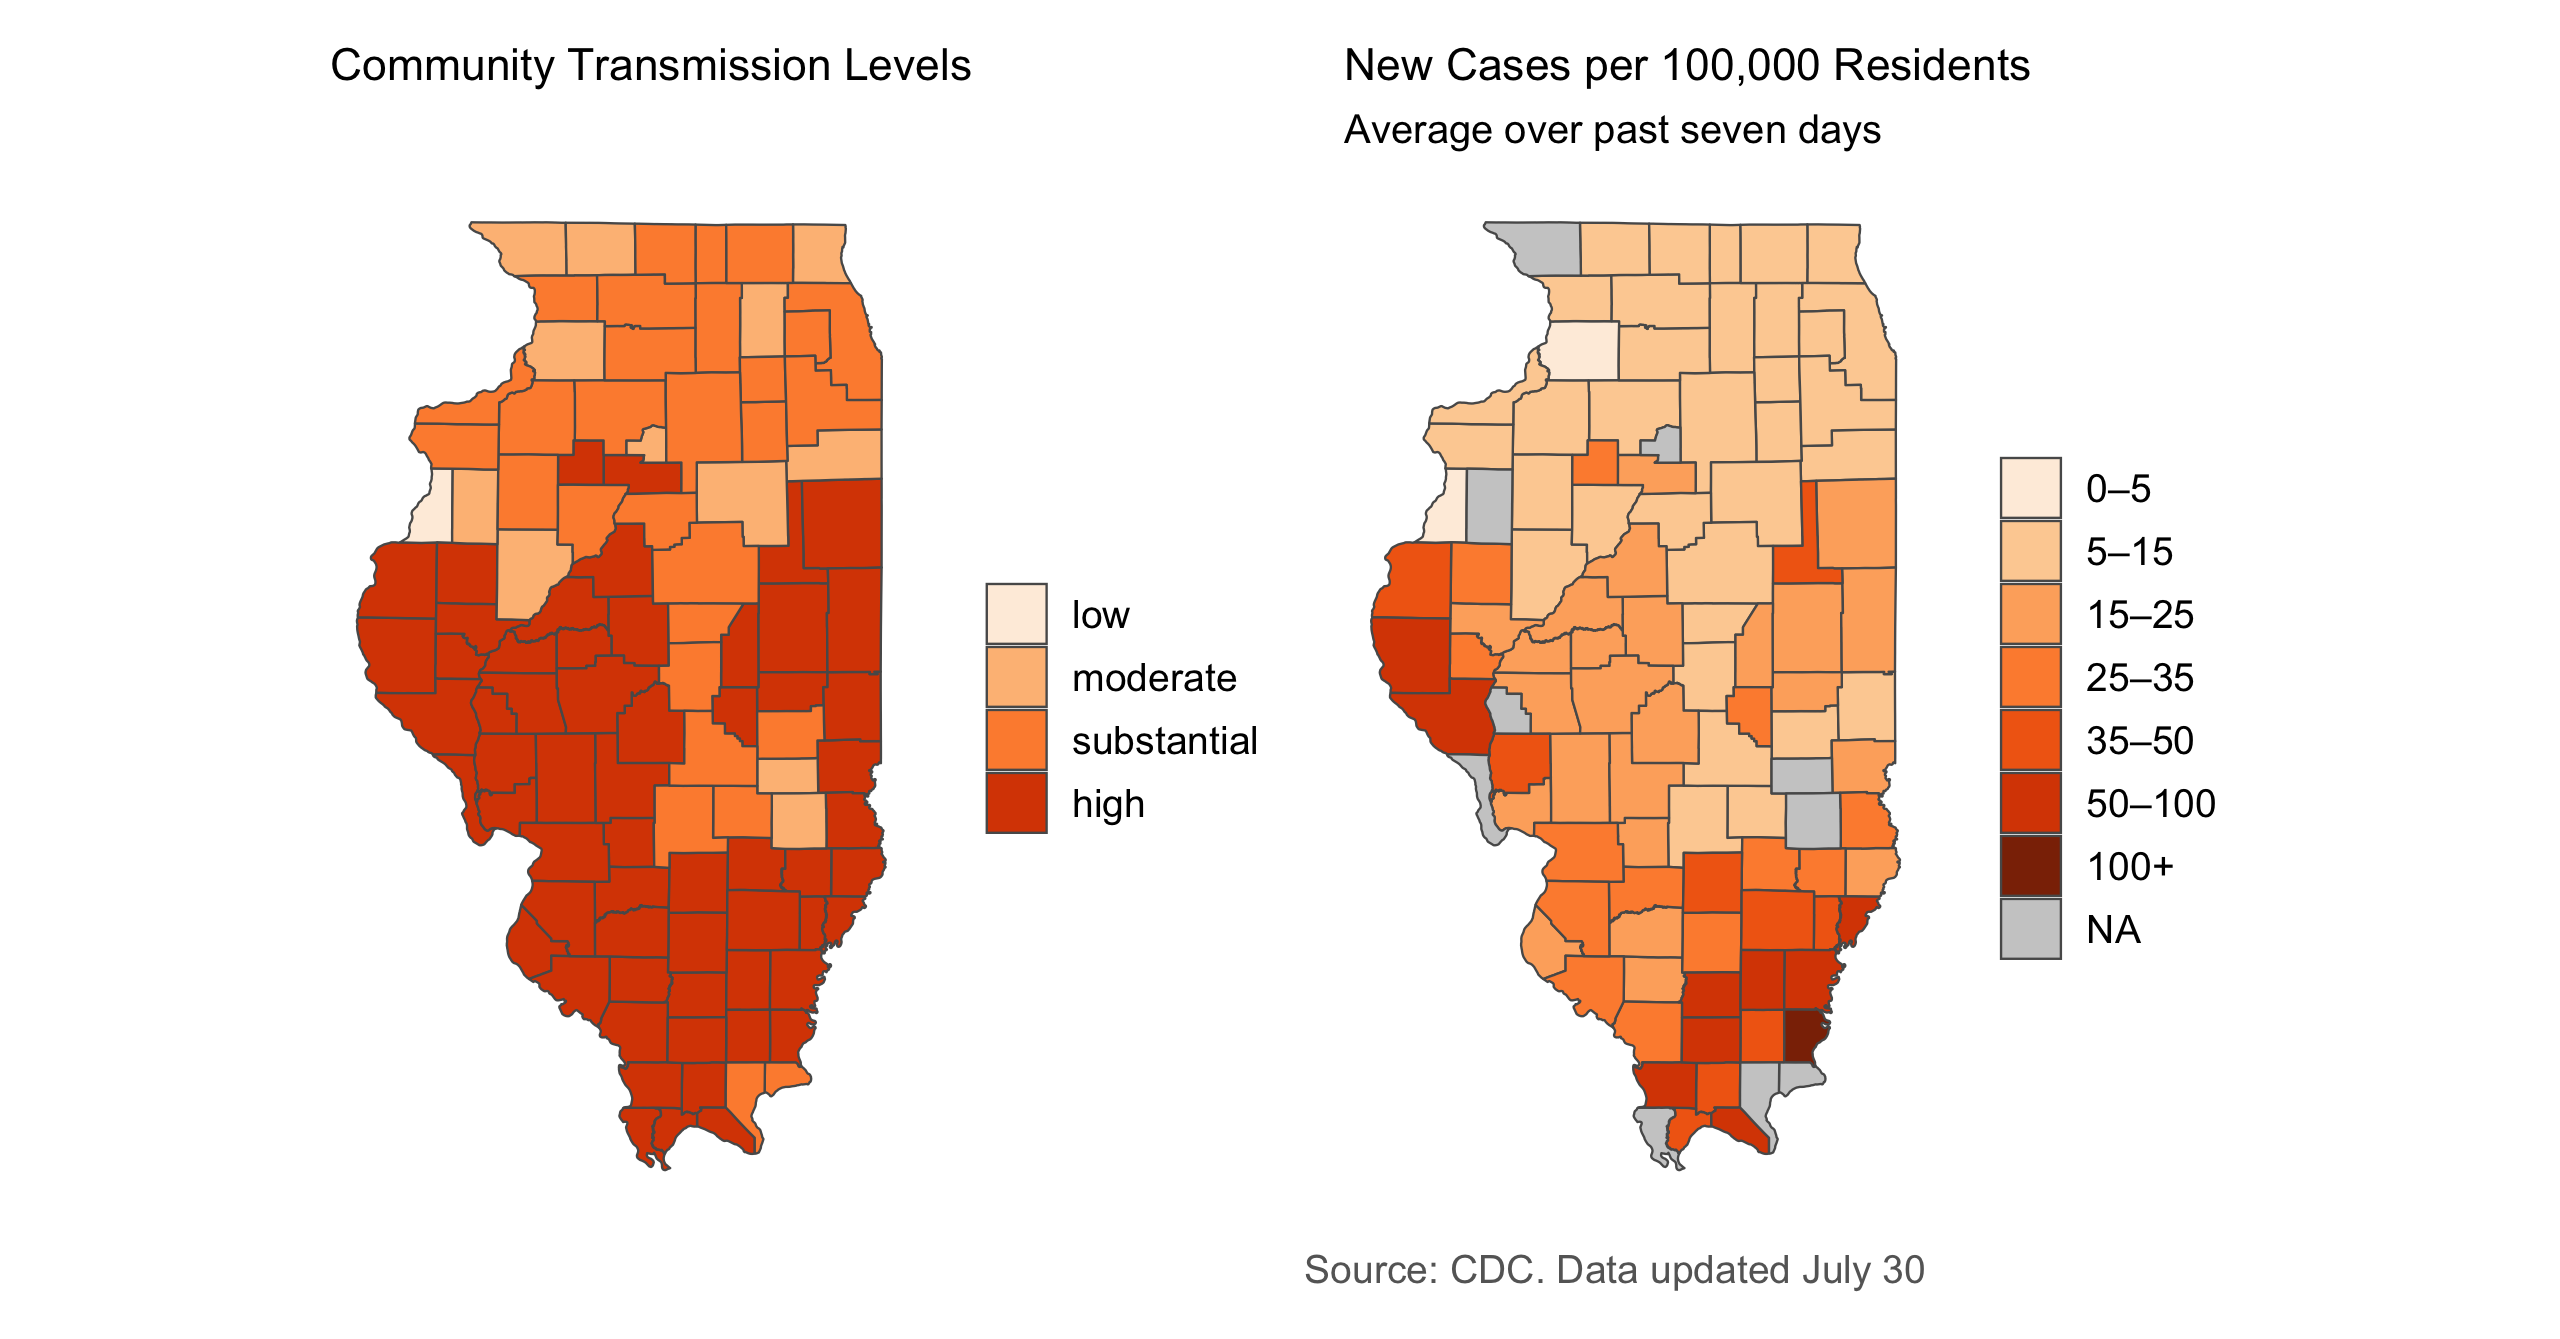 Community Transmission Levels
New Cases per 100,000 Residents
Average over past seven days
low
moderate
substantial
high
0–5
5–15
15–25
25–35
35–50
50–100
100+
NA
Source: CDC. Data updated July 30